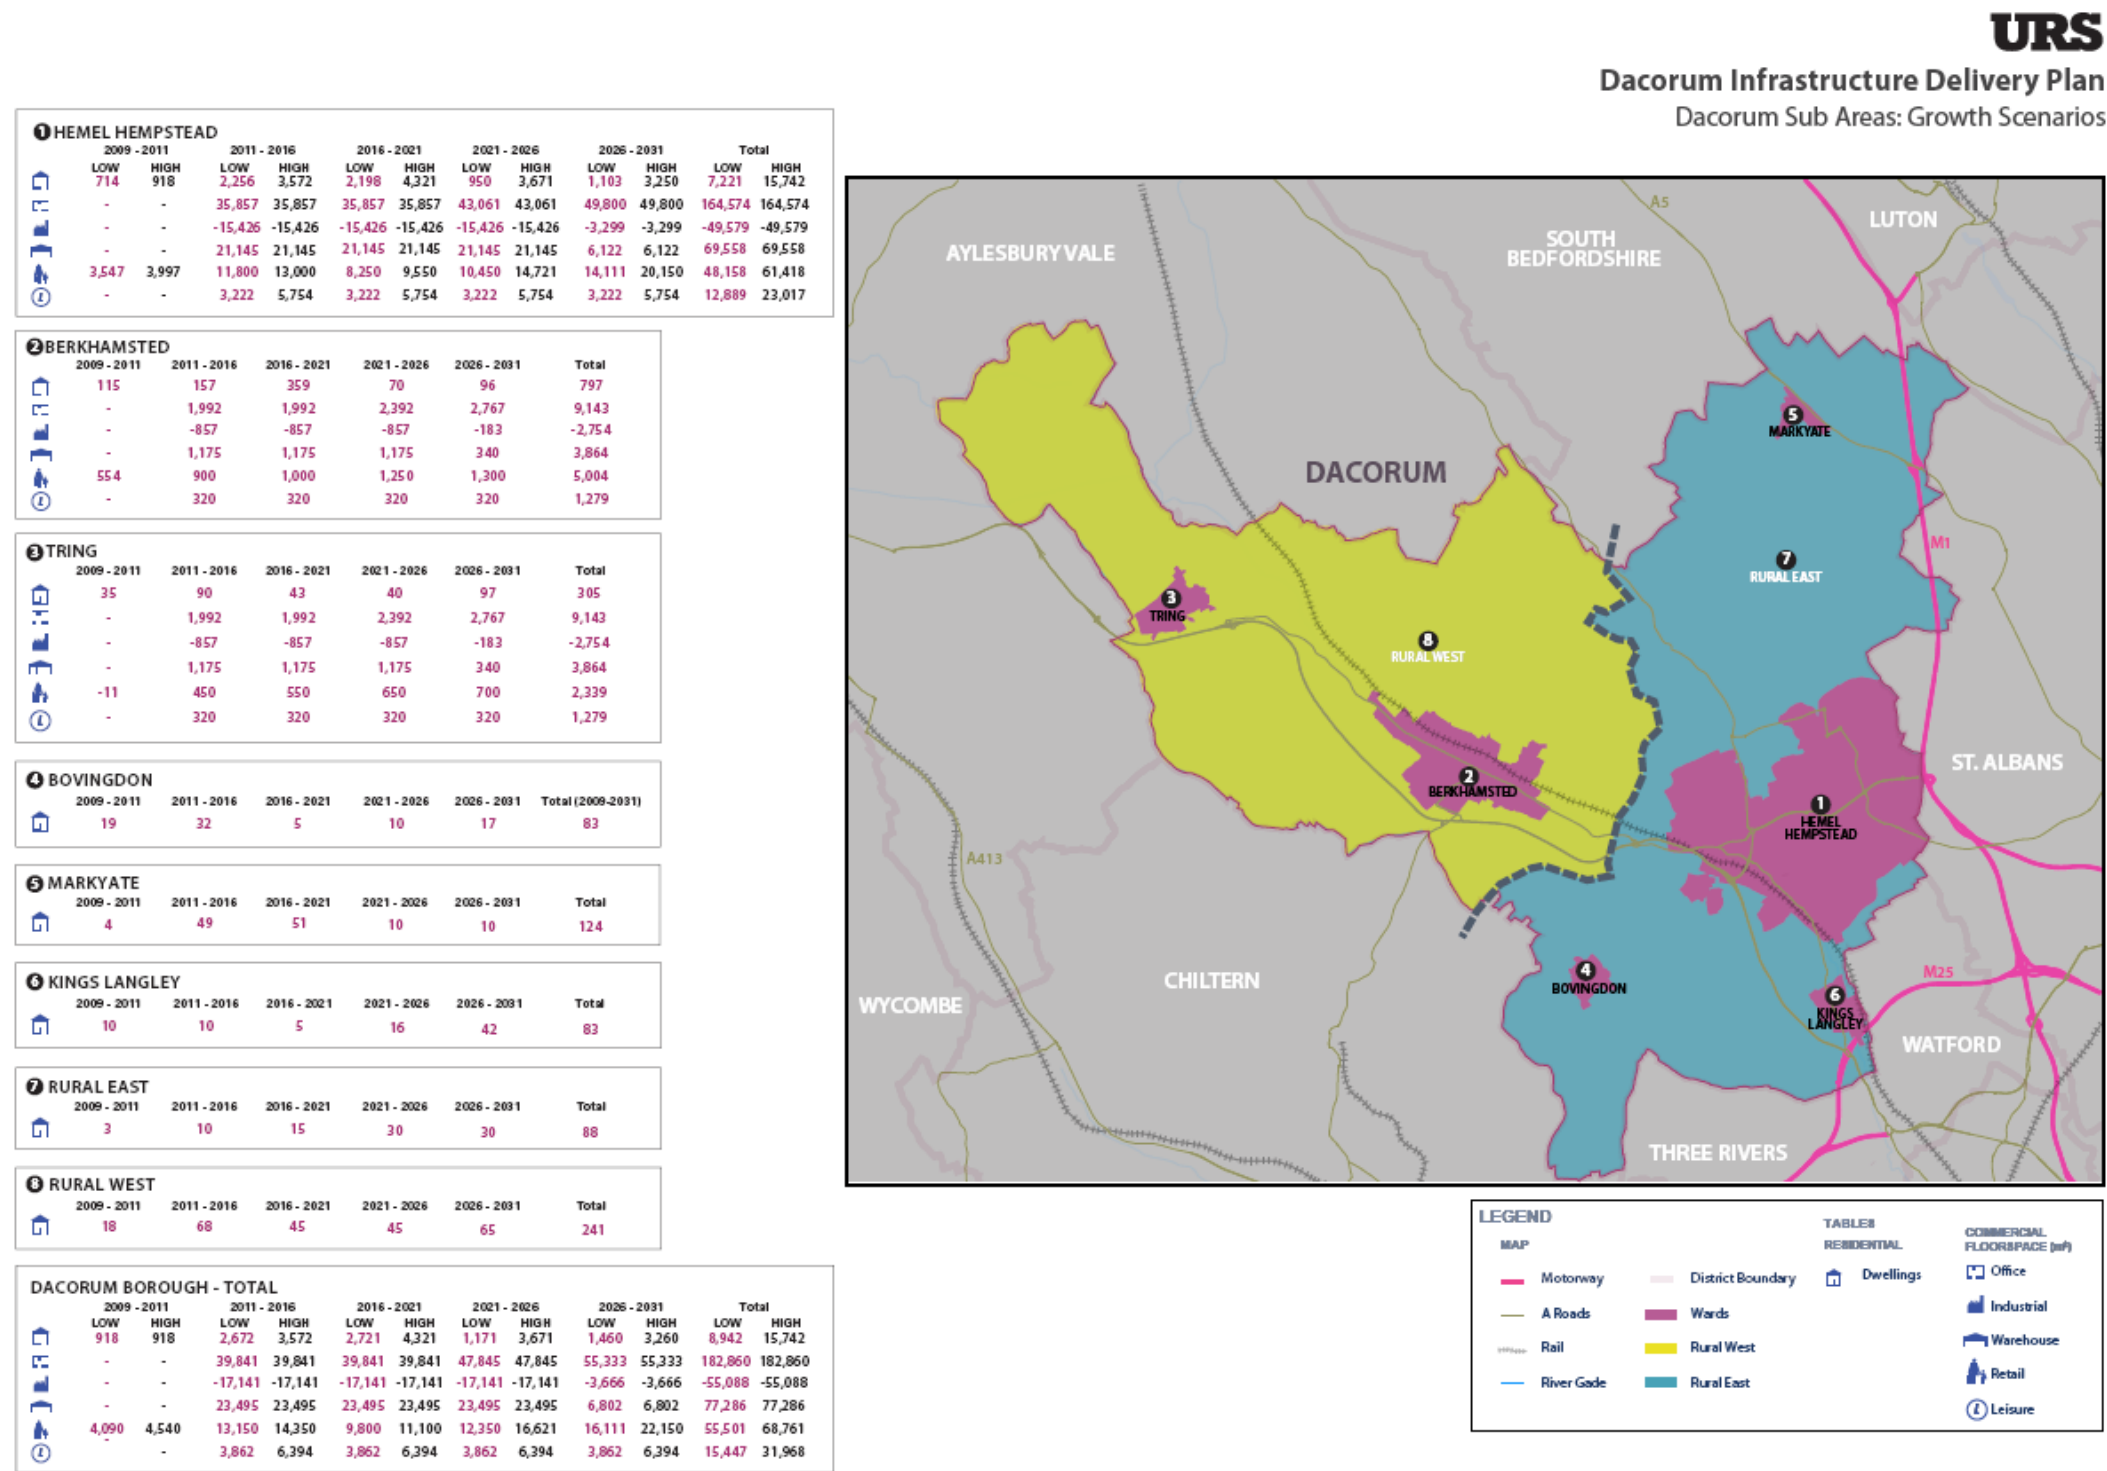 URS
Dacorum Infrastructure Delivery Plan
Dacorum Sub Areas: Growth Scenarios
1 HEMEL HEMPSTEAD
2009 - 2011 2011 - 2016 2016 - 2021 2021 - 2026 2026 - 2031 Total
LOW HIGH LOW HIGH LOW HIGH LOW HIGH LOW HIGH LOW HIGH
714 918 2,256 3,572 2,198 4,321 950 3,671 1,103 3,250 7,221 15,742
- - 35,857 35,857 35,857 35,857 43,061 43,061 49,800 49,800 164,574 164,574
- - -15,426 -15,426 -15,426 -15,426 -15,426 -15,426 -3,299 -3,299 -49,579 -49,579
- - 21,145 21,145 21,145 21,145 21,145 21,145 6,122 6,122 69,558 69,558
3,547 3,997 11,800 13,000 8,250 9,550 10,450 14,721 14,111 20,150 48,158 61,418
- - 3,222 5,754 3,222 5,754 3,222 5,754 3,222 5,754 12,889 23,017
2 BERKHAMSTED
2009 - 2011 2011 - 2016 2016 - 2021 2021 - 2026 2026 - 2031 Total
115 157 359 70 96 797
- 1,992 1,992 2,392 2,767 9,143
- -857 -857 -857 -183 -2,754
- 1,175 1,175 1,175 340 3,864
554 900 1,000 1,250 1,300 5,004
- 320 320 320 320 1,279
3 TRING
2009 - 2011 2011 - 2016 2016 - 2021 2021 - 2026 2026 - 2031 Total
35 90 43 40 97 305
- 1,992 1,992 2,392 2,767 9,143
- -857 -857 -857 -183 -2,754
- 1,175 1,175 1,175 340 3,864
-11 450 550 650 700 2,339
- 320 320 320 320 1,279
4 BOVINGDON
2009 - 2011 2011 - 2016 2016 - 2021 2021 - 2026 2026 - 2031 Total (2009-2031)
19 32 5 10 17 83
5 MARKYATE
2009 - 2011 2011 - 2016 2016 - 2021 2021 - 2026 2026 - 2031 Total
4 49 51 10 10 124
6 KINGS LANGLEY
2009 - 2011 2011 - 2016 2016 - 2021 2021 - 2026 2026 - 2031 Total
10 10 5 16 42 83
7 RURAL EAST
2009 - 2011 2011 - 2016 2016 - 2021 2021 - 2026 2026 - 2031 Total
3 10 15 30 30 88
8 RURAL WEST
2009 - 2011 2011 - 2016 2016 - 2021 2021 - 2026 2026 - 2031 Total
18 68 45 45 65 241
DACORUM BOROUGH - TOTAL
2009 - 2011 2011 - 2016 2016 - 2021 2021 - 2026 2026 - 2031 Total
LOW HIGH LOW HIGH LOW HIGH LOW HIGH LOW HIGH LOW HIGH
918 918 2,672 3,572 2,721 4,321 1,171 3,671 1,460 3,260 8,942 15,742
- - 39,841 39,841 39,841 39,841 47,845 47,845 55,333 55,333 182,860 182,860
- - -17,141 -17,141 -17,141 -17,141 -17,141 -17,141 -3,666 -3,666 -55,088 -55,088
- - 23,495 23,495 23,495 23,495 23,495 23,495 6,802 6,802 77,286 77,286
4,090 4,540 13,150 14,350 9,800 11,100 12,350 16,621 16,111 22,150 55,501 68,761
- - 3,862 6,394 3,862 6,394 3,862 6,394 3,862 6,394 15,447 31,968
A5
LUTON
AYLESBURY VALE
SOUTH
BEDFORDSHIRE
5
MARKYATE
DACORUM
M1
7
RURAL EAST
3
TRING
8
RURAL WEST
ST. ALBANS
2
BERKHAMSTED
1
HEMEL
HEMPSTEAD
A413
4
BOVINGDON
CHILTERN
M25
WYCOMBE
6
KINGS
LANGLEY
WATFORD
THREE RIVERS
LEGEND
MAP
Motorway
A Roads
Rail
River Gade
District Boundary
Wards
Rural West
Rural East
TABLES
RESIDENTIAL
Dwellings
COMMERCIAL
FLOORSPACE (m²)
Office
Industrial
Warehouse
Retail
Leisure